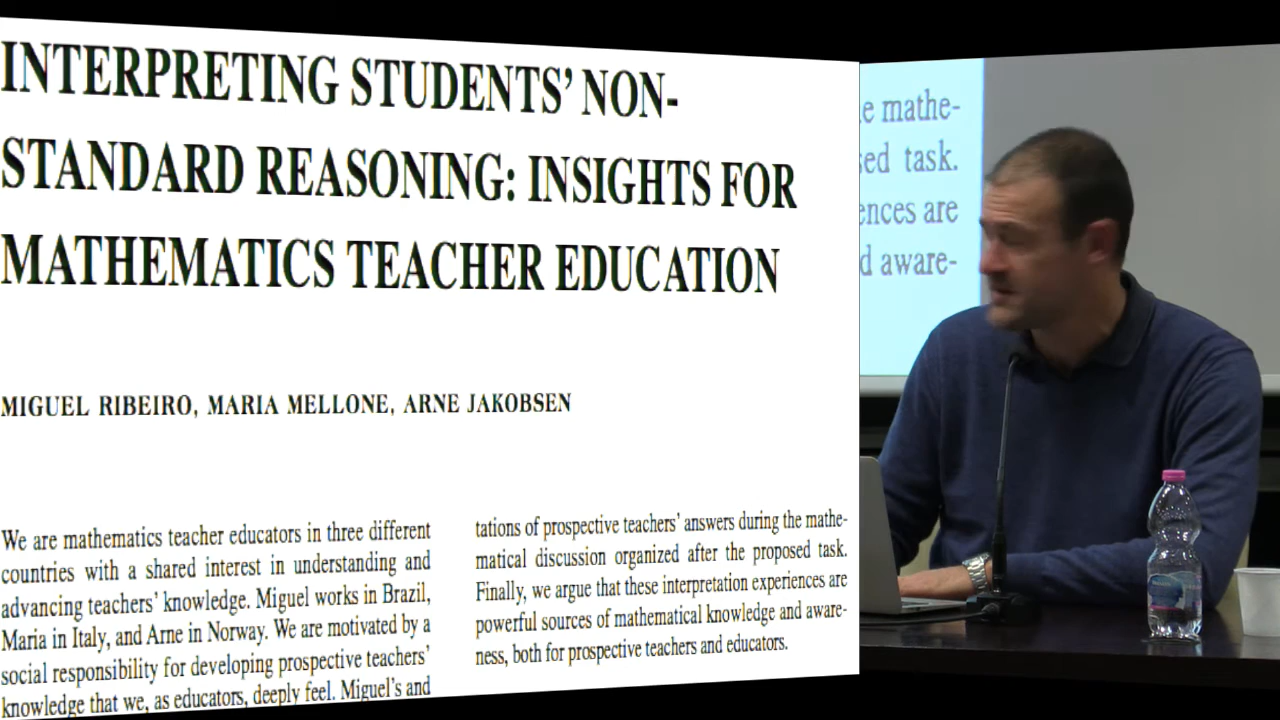 INTERPRETING STUDENTS' NON-
STANDARD REASONING: INSIGHTS FOR
MATHEMATICS TEACHER EDUCATION
MIGUEL RIBEIRO, MARIA MELLONE, ARNE JAKOBSEN
We are mathematics teacher educators in three different
countries with a shared interest in understanding and
advancing teachers' knowledge. Miguel works in Brazil,
Maria in Italy, and Arne in Norway. We are motivated by a
social responsibility for developing prospective teachers'
knowledge that we, as educators, deeply feel. Miguel's and
tations of prospective teachers' answers during the mathe-
matical discussion organized after the proposed task.
Finally, we argue that these interpretation experiences are
powerful sources of mathematical knowledge and aware-
ness, both for prospective teachers and educators.
e mathe-
sed task.
ences are
d aware-